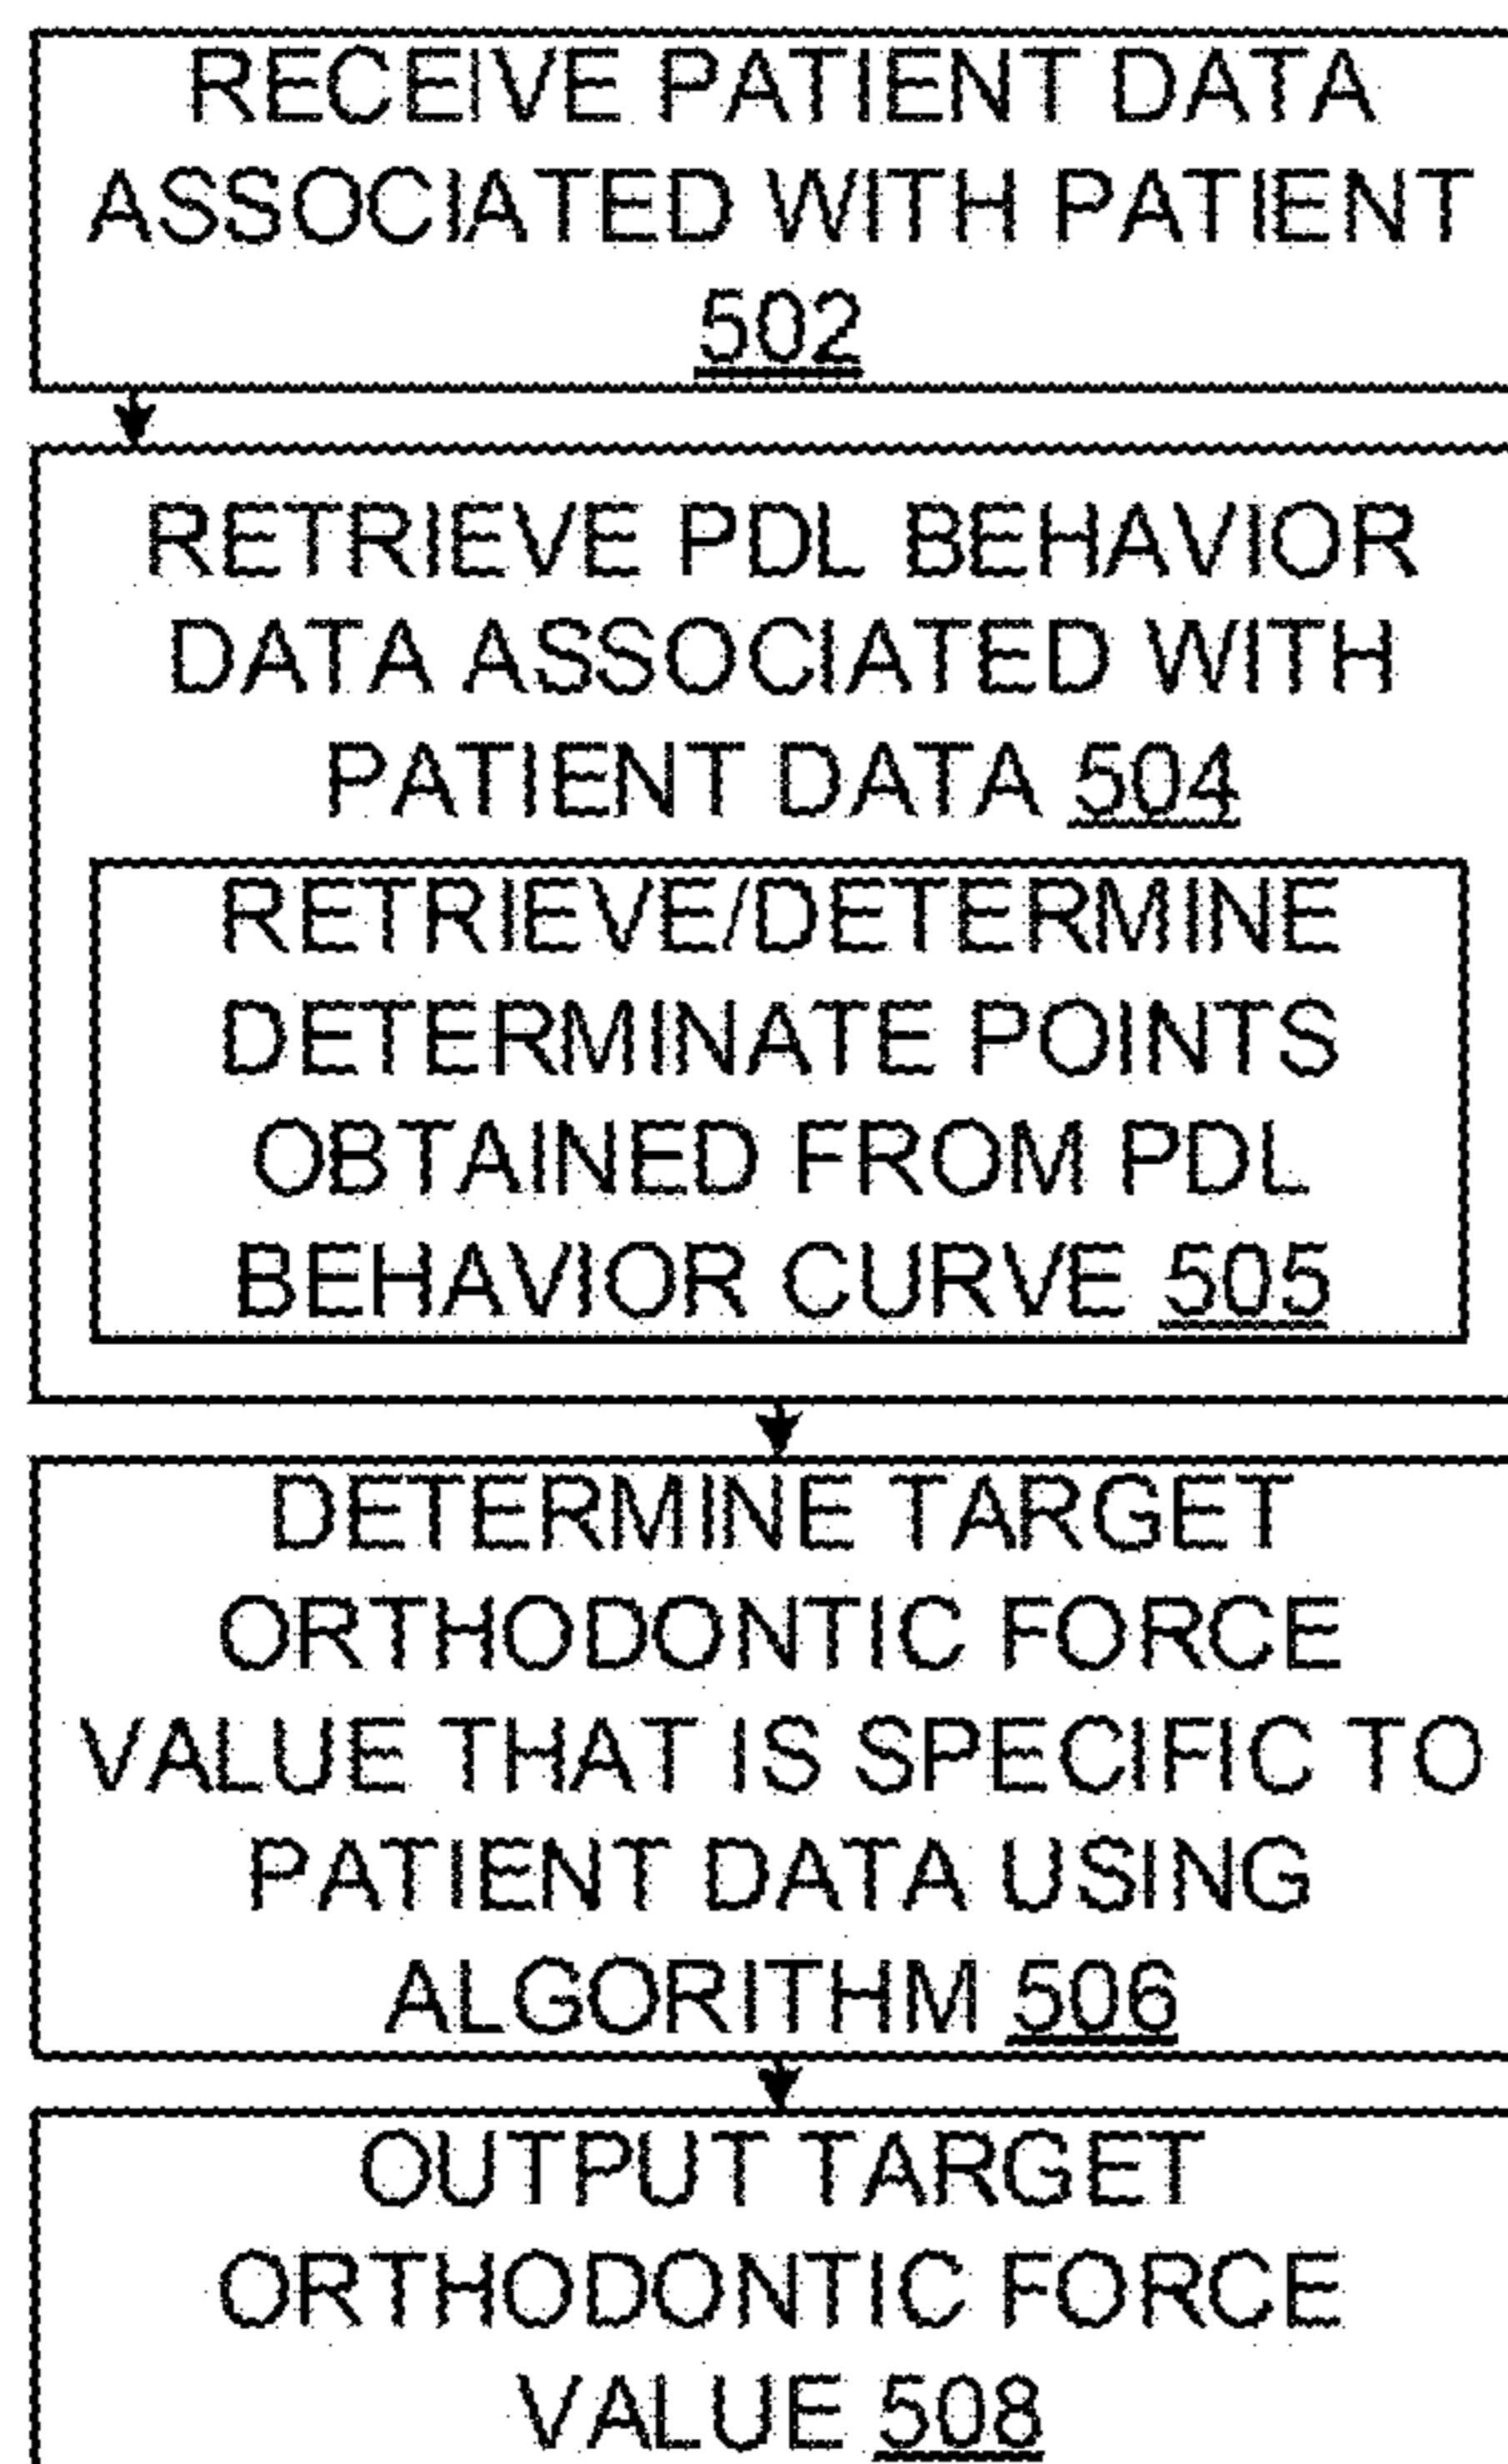 RECEIVE PATIENT DATA
ASSOCIATED WITH PATIENT
502
RETRIEVE PDL BEHAVIOR
DATA ASSOCIATED WITH
PATIENT DATA 504
RETRIEVE/DETERMINE
DETERMINATE POINTS
OBTAINED FROM PDL
BEHAVIOR CURVE 505
DETERMINE TARGET
ORTHODONTIC FORCE
VALUE THAT IS SPECIFIC TO
PATIENT DATA USING
ALGORITHM 506
OUTPUT TARGET
ORTHODONTIC FORCE
VALUE 508